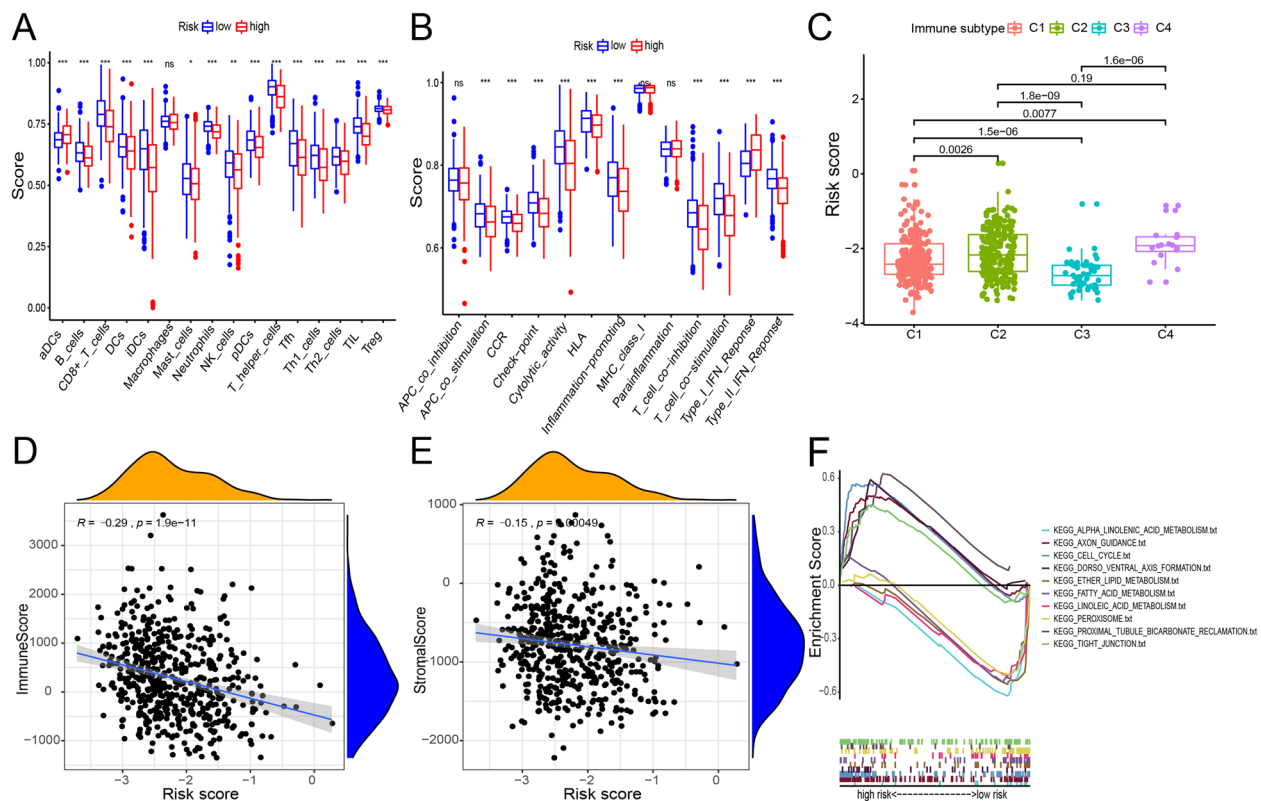 A
Risk low high
Score
1.00
0.75
0.50
0.25
0.00
*** *** *** *** *** ns * *** ** *** *** *** *** *** *** ***
aDCs
B_cells
CD8+_T_cells
DCs
iDCs
Macrophages
Mast_cells
Neutrophils
NK_cells
pDCs
T_helper_cells
Tfh
Th1_cells
Th2_cells
TIL
Treg
B
Risk low high
Score
1.0
0.8
0.6
ns *** *** *** *** *** *** ns ns *** *** *** ***
APC_co_inhibition
APC_co_stimulation
CCR
Check-point
Cytolytic_activity
HLA
Inflammation-promoting
MHC_class_I
Parainflammation
T_cell_co-inhibition
T_cell_co-stimulation
Type_I_IFN_Reponse
Type_II_IFN_Reponse
C
Immune subtype C1 C2 C3 C4
Risk score
2
0
−2
−4
1.6e−06
0.19
1.8e−09
0.0077
1.5e−06
0.0026
C1 C2 C3 C4
D
R = −0.29 , p = 1.9e−11
ImmuneScore
3000
2000
1000
0
−1000
−3 −2 −1 0
Risk score
E
R = −0.15 , p = 0.00049
StromalScore
1000
0
−1000
−2000
−3 −2 −1 0
Risk score
F
Enrichment Score
0.6
0.3
0.0
−0.3
−0.6
KEGG_ALPHA_LINOLENIC_ACID_METABOLISM.txt
KEGG_AXON_GUIDANCE.txt
KEGG_CELL_CYCLE.txt
KEGG_DORSO_VENTRAL_AXIS_FORMATION.txt
KEGG_ETHER_LIPID_METABOLISM.txt
KEGG_FATTY_ACID_METABOLISM.txt
KEGG_LINOLEIC_ACID_METABOLISM.txt
KEGG_PEROXISOME.txt
KEGG_PROXIMAL_TUBULE_BICARBONATE_RECLAMATION.txt
KEGG_TIGHT_JUNCTION.txt
high risk<----------->low risk